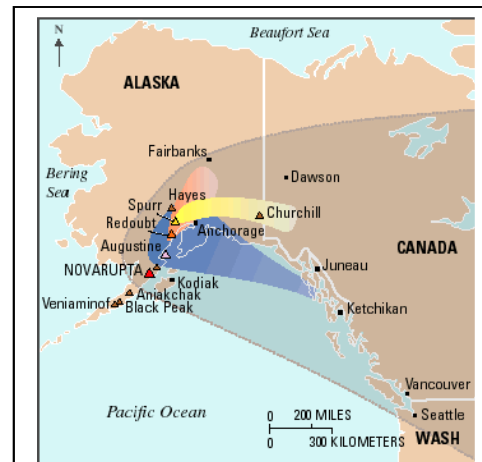 Beaufort Sea
N
ALASKA
Fairbanks
Bering
Sea
Hayes
Dawson
Spurr
Churchill
Redoubt
Anchorage
Augustine
CANADA
NOVARUPTA
Juneau
Kodiak
Aniakchak
Veniaminof
Black Peak
Ketchikan
Vancouver
Pacific Ocean
0 200 MILES
Seattle
0 300 KILOMETERS
WASH